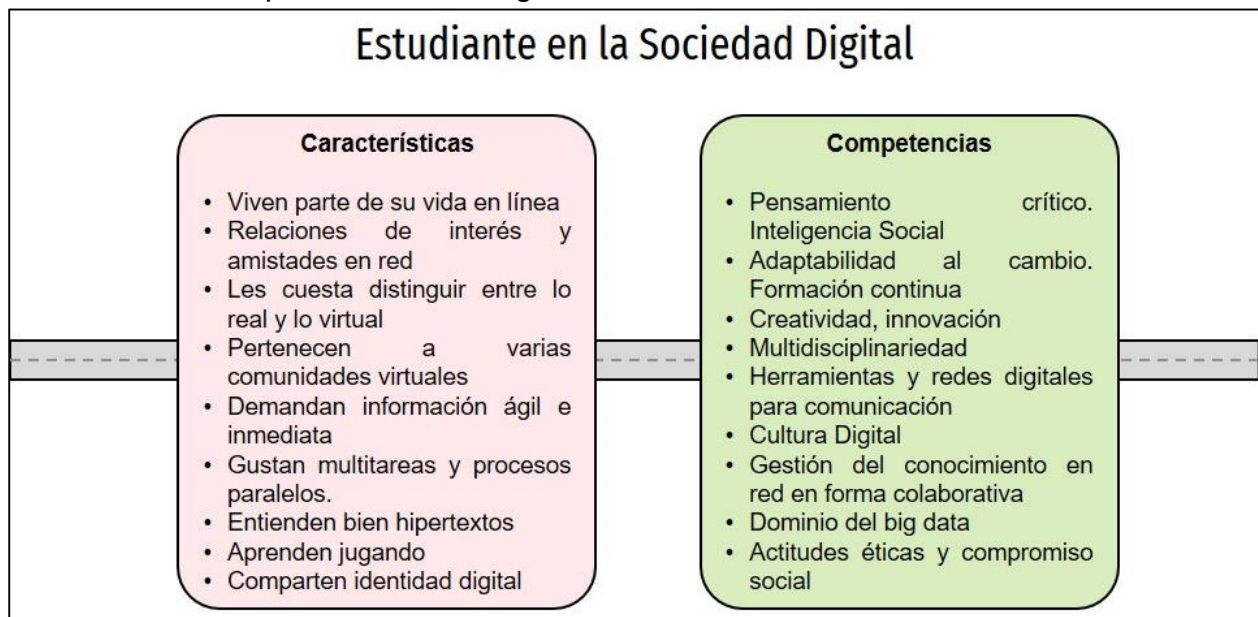 Estudiante en la Sociedad Digital
Característícas
• Viven parte de su vida en línea
• Relaciones de interés y
amistades en red
• Les cuesta distinguir entre lo
real y lo virtual
• Pertenecen a varias
comunidades virtuales
• Demandan información ágil e
inmediata
• Gustan multitareas y procesos
paralelos.
• Entienden bien hipertextos
• Aprenden jugando
• Comparten identidad digital
Competencias
• Pensamiento crítico.
Inteligencia Social
• Adaptabilidad al cambio.
Formación continua
• Creatividad, innovación
• Multidisciplinariedad
• Herramientas y redes digitales
para comunicación
• Cultura Digital
• Gestión del conocimiento en
red en forma colaborativa
• Dominio del big data
• Actitudes éticas y compromiso
social